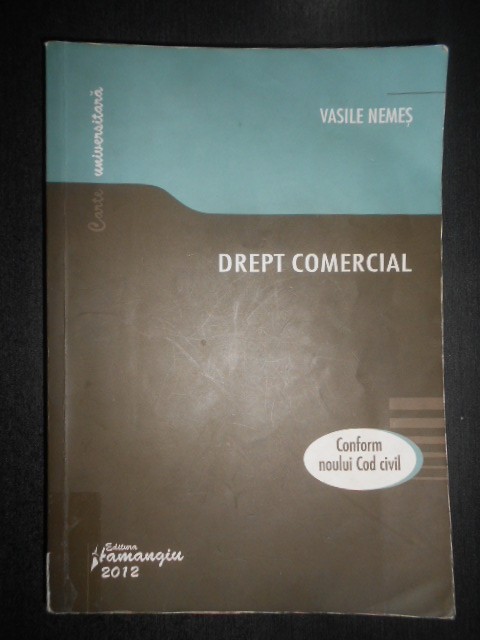 Carte universitară
VASILE NEMEȘ
DREPT COMERCIAL
Conform
noului Cod civil
Editura
Hamangiu
2012